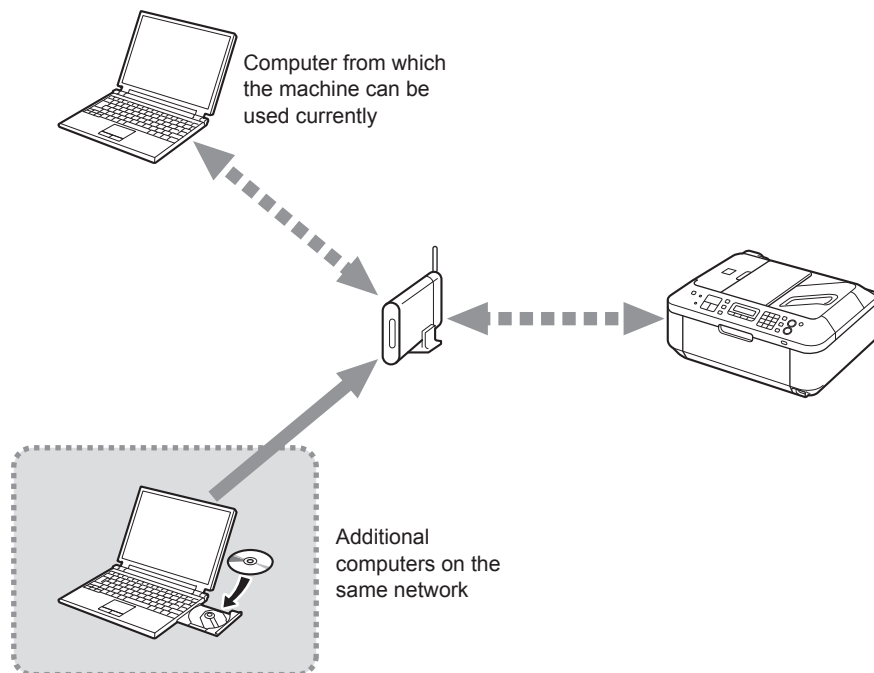 Computer from which
the machine can be
used currently
Additional
computers on the
same network